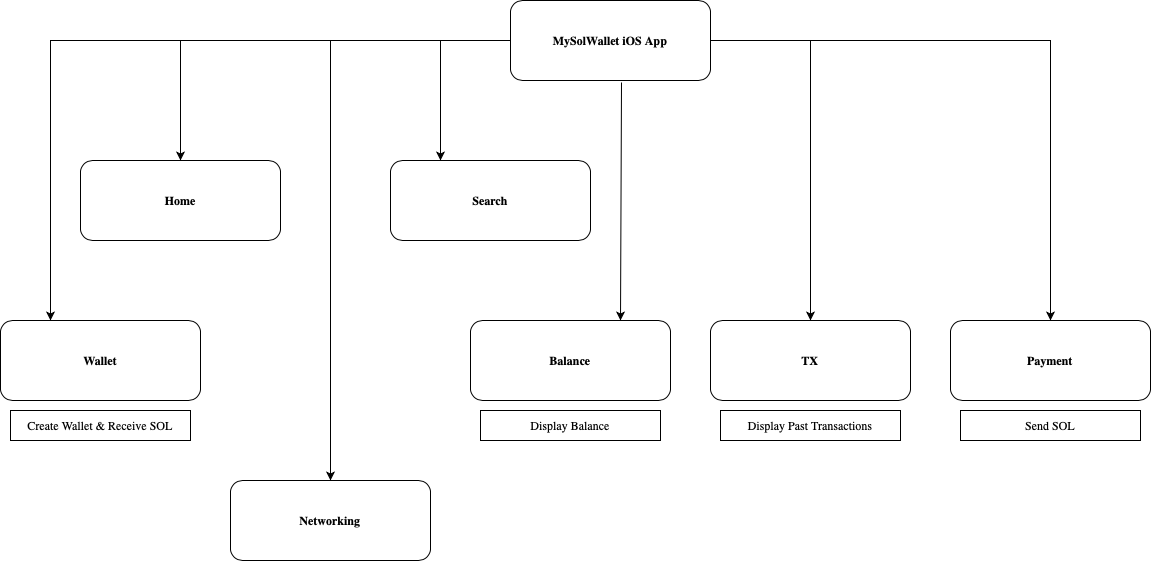 MySolWallet iOS App
Home
Search
Wallet
Balance
TX
Payment
Create Wallet & Receive SOL
Display Balance
Display Past Transactions
Send SOL
Networking